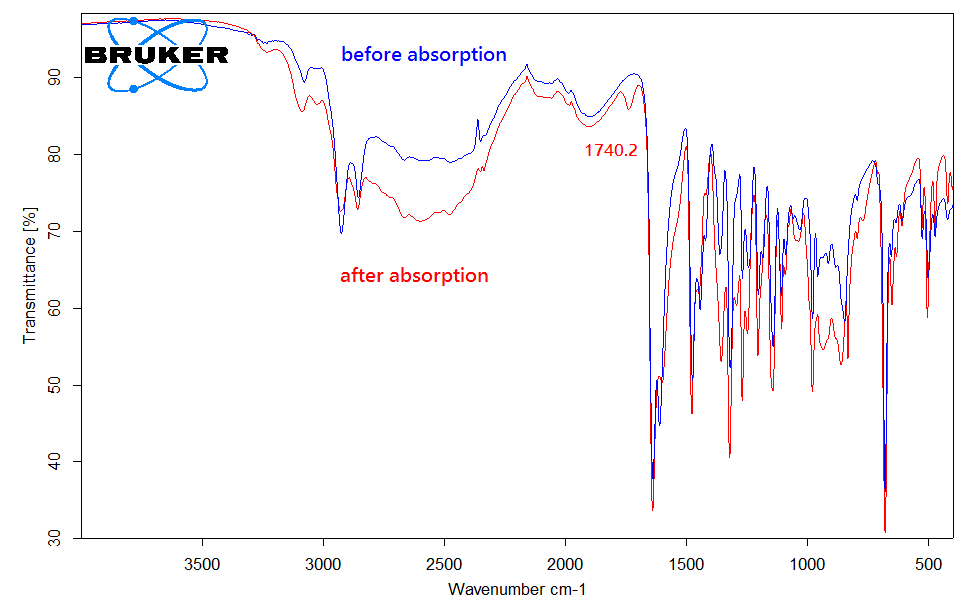 before absorption
BRUKER
90
80
1740.2
70
after absorption
60
50
40
30
Transmittance [%]
3500 3000 2500 2000 1500 1000 500
Wavenumber cm-1